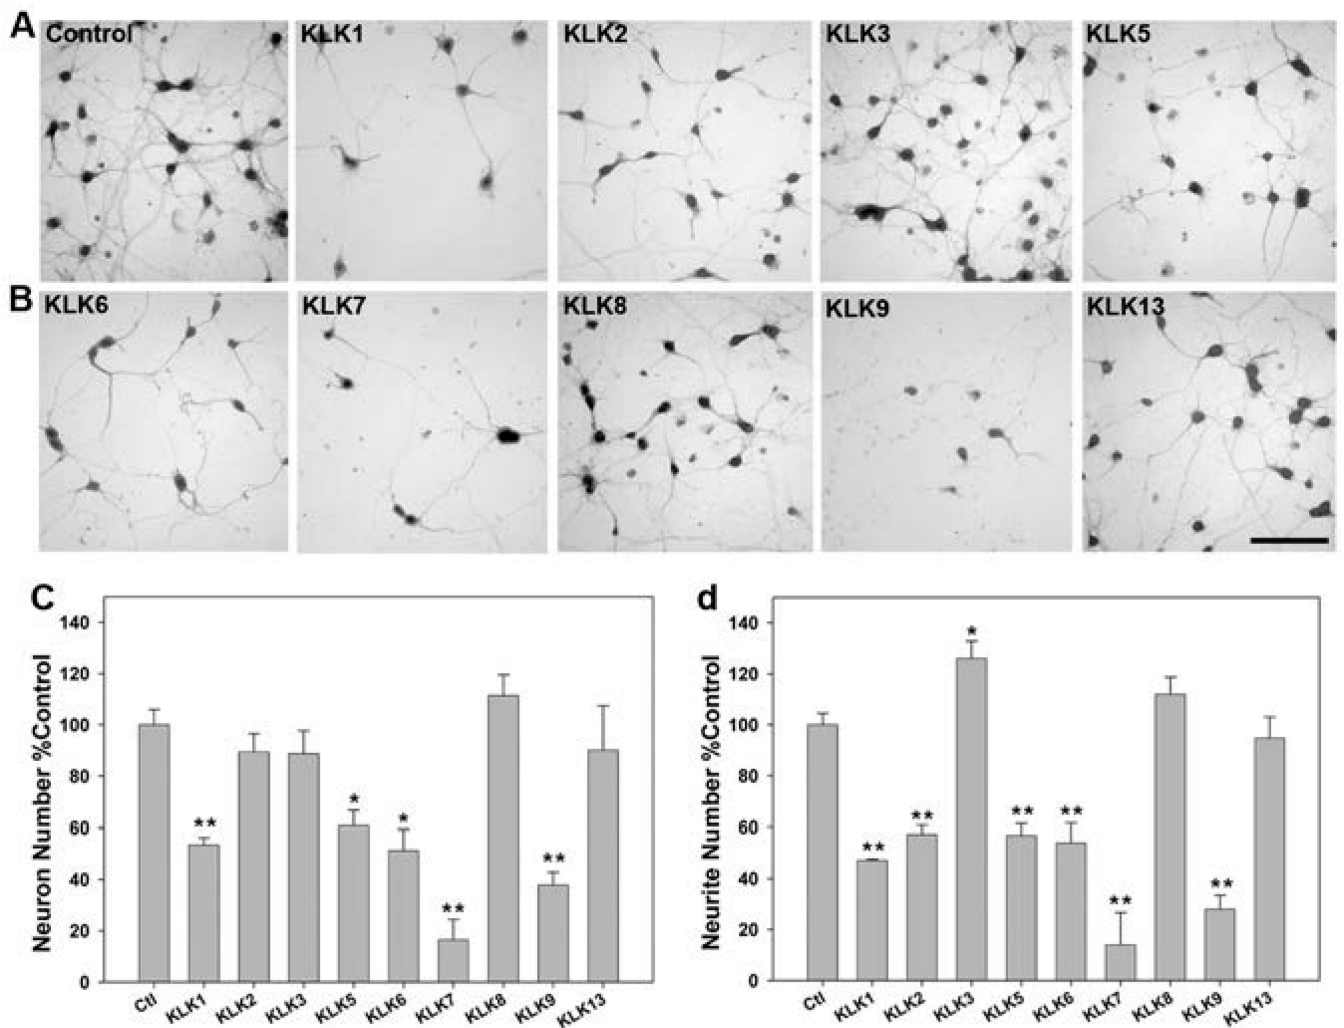 A Control KLK1 KLK2 KLK3 KLK5
B KLK6 KLK7 KLK8 KLK9 KLK13
C
Neuron Number %Control
140
120
100
80
60
40
20
0
** * * ** **
Ctl KLK1 KLK2 KLK3 KLK5 KLK6 KLK7 KLK8 KLK9 KLK13
d
Neurite Number %Control
140
120
100
80
60
40
20
0
** ** * ** ** ** **
Ctl KLK1 KLK2 KLK3 KLK5 KLK6 KLK7 KLK8 KLK9 KLK13